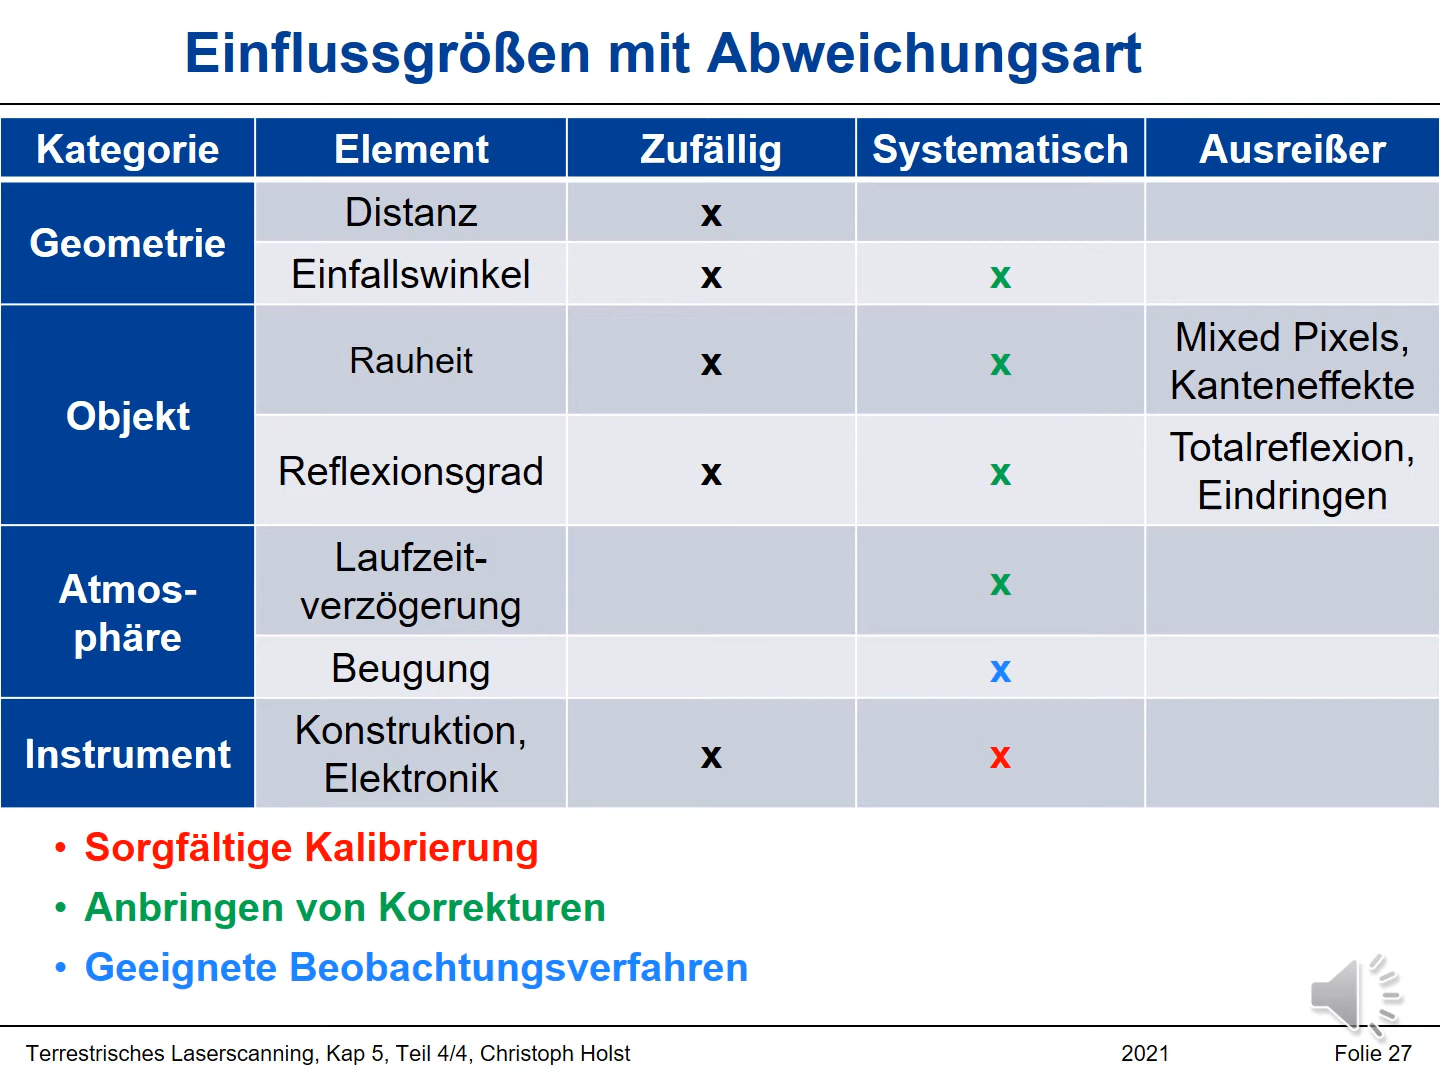 Einflussgrößen mit Abweichungsart
Kategorie Element Zufällig Systematisch Ausreißer
Geometrie
Distanz x
Einfallswinkel x x
Objekt
Rauheit x x Mixed Pixels,
Kanteneffekte
Reflexionsgrad x x Totalreflexion,
Eindringen
Atmos-
phäre
Laufzeit-
verzögerung x
Beugung x
Instrument
Konstruktion,
Elektronik x x
• Sorgfältige Kalibrierung
• Anbringen von Korrekturen
• Geeignete Beobachtungsverfahren
Terrestrisches Laserscanning, Kap 5, Teil 4/4, Christoph Holst 2021 Folie 27